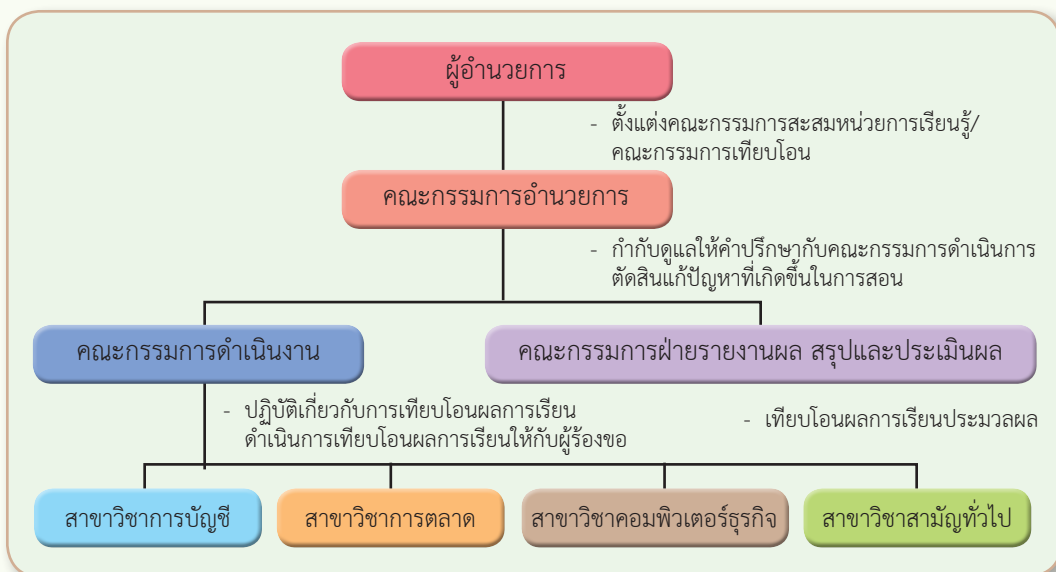 ผู้อำนวยการ
- ตั้งแต่งคณะกรรมการสะสมหน่วยการเรียนรู้/
คณะกรรมการเทียบโอน
คณะกรรมการอำนวยการ
- กำกับดูแลให้คำปรึกษากับคณะกรรมการดำเนินการ
ตัดสินแก้ปัญหาที่เกิดขึ้นในการสอน
คณะกรรมการดำเนินงาน
คณะกรรมการฝ่ายรายงานผล สรุปและประเมินผล
- ปฏิบัติเกี่ยวกับการเทียบโอนผลการเรียน
ดำเนินการเทียบโอนผลการเรียนให้กับผู้ร้องขอ
- เทียบโอนผลการเรียนประมวลผล
สาขาวิชาการบัญชี
สาขาวิชาการตลาด
สาขาวิชาคอมพิวเตอร์ธุรกิจ
สาขาวิชาสามัญทั่วไป